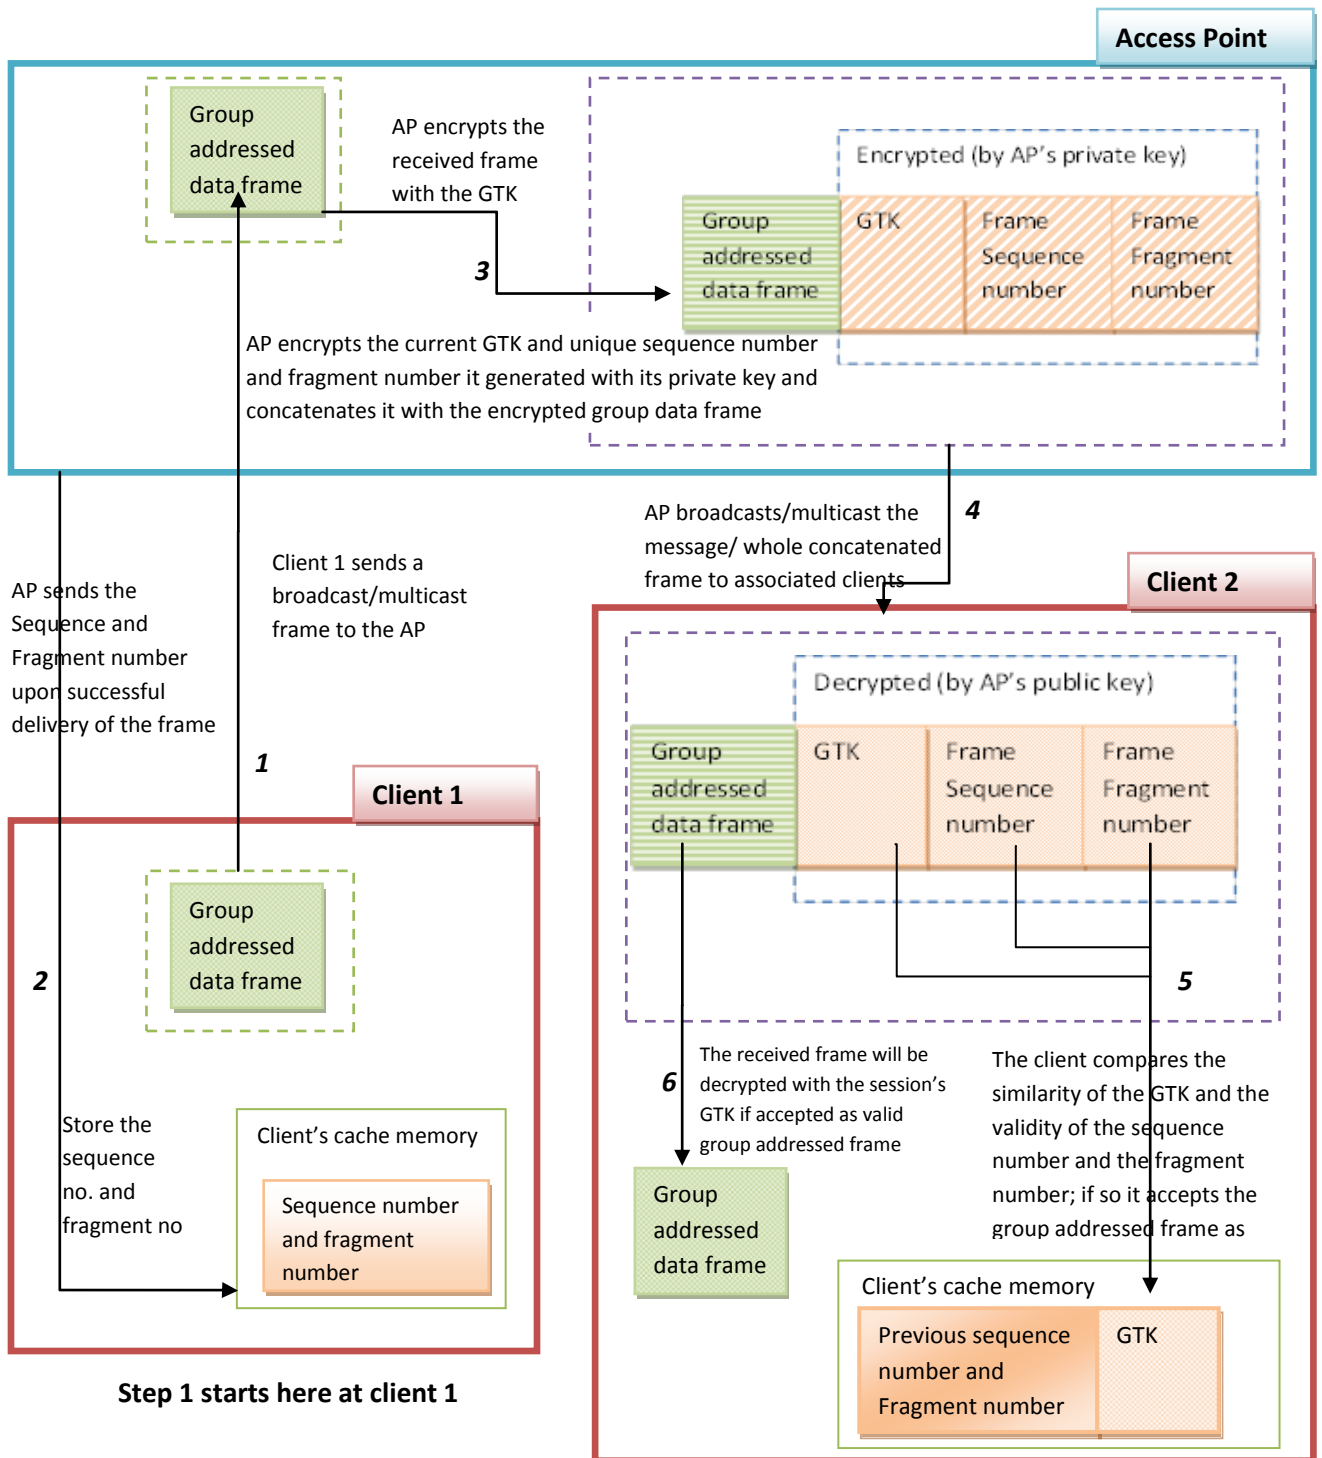 Access Point
Group
addressed
data frame
AP encrypts the
received frame
with the GTK
3
Encrypted (by AP's private key)
Group
addressed
data frame
GTK
Frame
Sequence
number
Frame
Fragment
number
AP encrypts the current GTK and unique sequence number
and fragment number it generated with its private key and
concatenates it with the encrypted group data frame
4
AP broadcasts/multicast the
message/ whole concatenated
frame to associated clients
Client 1 sends a
broadcast/multicast
frame to the AP
1
AP sends the
Sequence and
Fragment number
upon successful
delivery of the frame
Client 1
Group
addressed
data frame
2
Store the
sequence
no. and
fragment no
Client's cache memory
Sequence number
and fragment
number
Step 1 starts here at client 1
Client 2
Decrypted (by AP's public key)
Group
addressed
data frame
GTK
Frame
Sequence
number
Frame
Fragment
number
5
6
The received frame will be
decrypted with the session's
GTK if accepted as valid
group addressed frame
The client compares the
similarity of the GTK and the
validity of the sequence
number and the fragment
number; if so it accepts the
group addressed frame as
Group
addressed
data frame
Client's cache memory
Previous sequence
number and
Fragment number
GTK